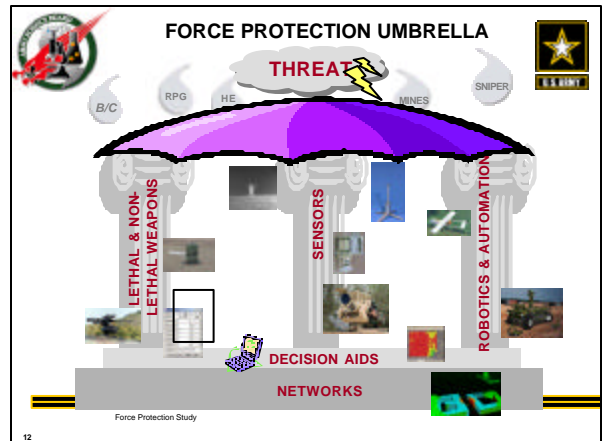 FORCE PROTECTION UMBRELLA
THREAT
B/C
RPG
HE
MINES
SNIPER
U.S.ARMY
LETHAL & NON-
LETHAL WEAPONS
SENSORS
ROBOTICS & AUTOMATION
DECISION AIDS
NETWORKS
Force Protection Study
12